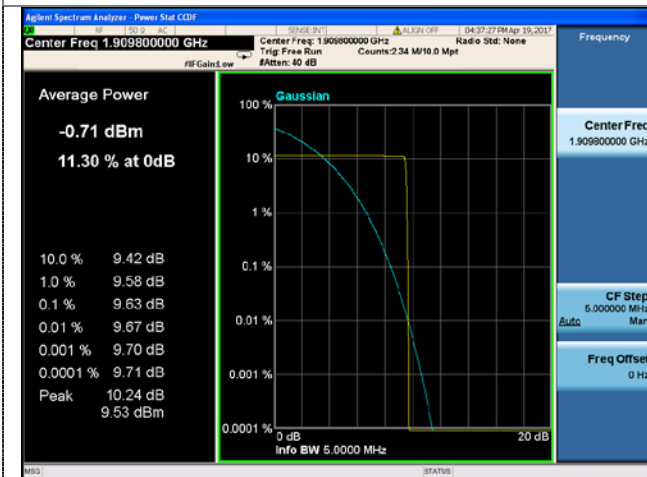 Agilent Spectrum Analyzer - Power Stat CCDF
RF 50 Ω AC SENSE:INT ALIGN OFF 04:37:27 PM Apr 19, 2017
Center Freq 1.909800000 GHz
Center Freq: 1.909800000 GHz
Radio Std: None
Trig: Free Run Counts:2.34 M/10.0 Mpt
#IFGain:Low #Atten: 40 dB
Frequency
Average Power
-0.71 dBm
11.30 % at 0dB
10.0 % 9.42 dB
1.0 % 9.58 dB
0.1 % 9.63 dB
0.01 % 9.67 dB
0.001 % 9.70 dB
0.0001 % 9.71 dB
Peak 10.24 dB
9.53 dBm
Gaussian
100 %
10 %
1 %
0.1 %
0.01 %
0.001 %
0.0001 %
0 dB 20 dB
Info BW 5.0000 MHz
Center Freq
1.909800000 GHz
CF Step
5.000000 MHz
Auto Man
Freq Offset
0 Hz
MSG STATUS